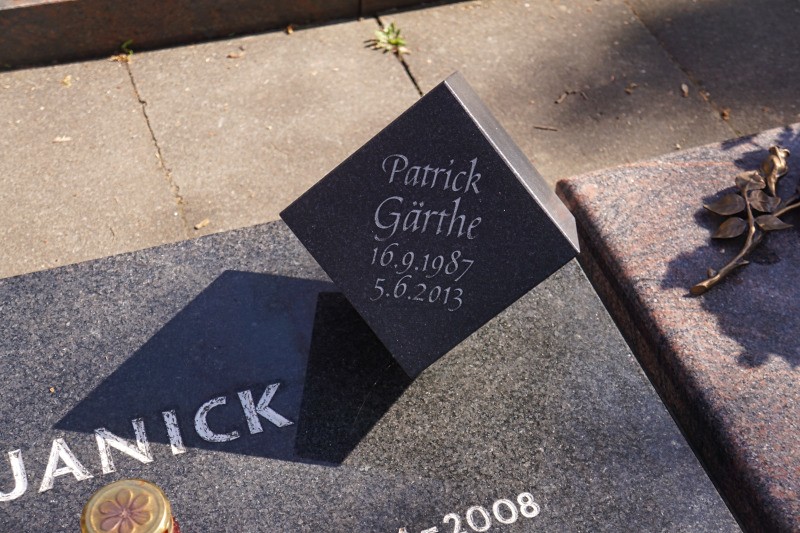 Patrick
Gärthe
16.9.1987
5.6.2013
JANICK
-2008